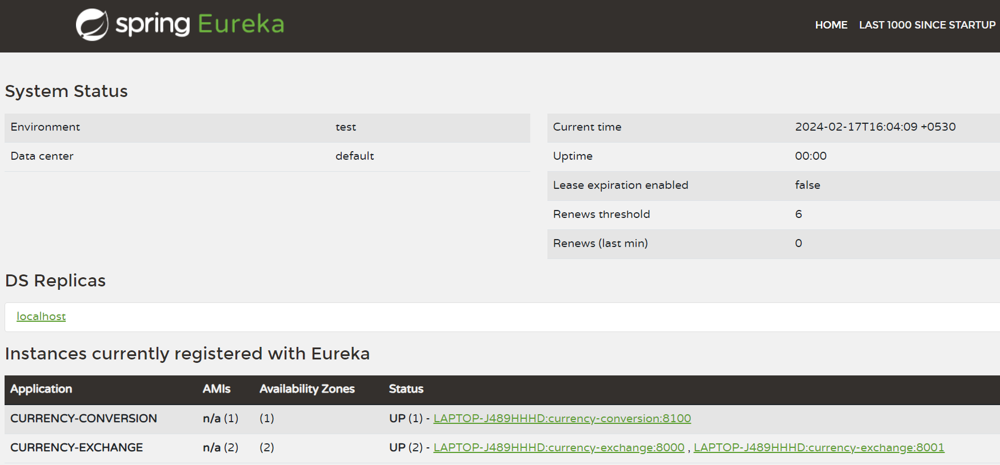 spring Eureka
HOME LAST 1000 SINCE STARTUP
System Status
Environment test
Data center default
Current time 2024-02-17T16:04:09 +0530
Uptime 00:00
Lease expiration enabled false
Renews threshold 6
Renews (last min) 0
DS Replicas
localhost
Instances currently registered with Eureka
Application AMIs Availability Zones Status
CURRENCY-CONVERSION n/a (1) (1) UP (1) - LAPTOP-J489HHHD:currency-conversion:8100
CURRENCY-EXCHANGE n/a (2) (2) UP (2) - LAPTOP-J489HHHD:currency-exchange:8000 , LAPTOP-J489HHHD:currency-exchange:8001